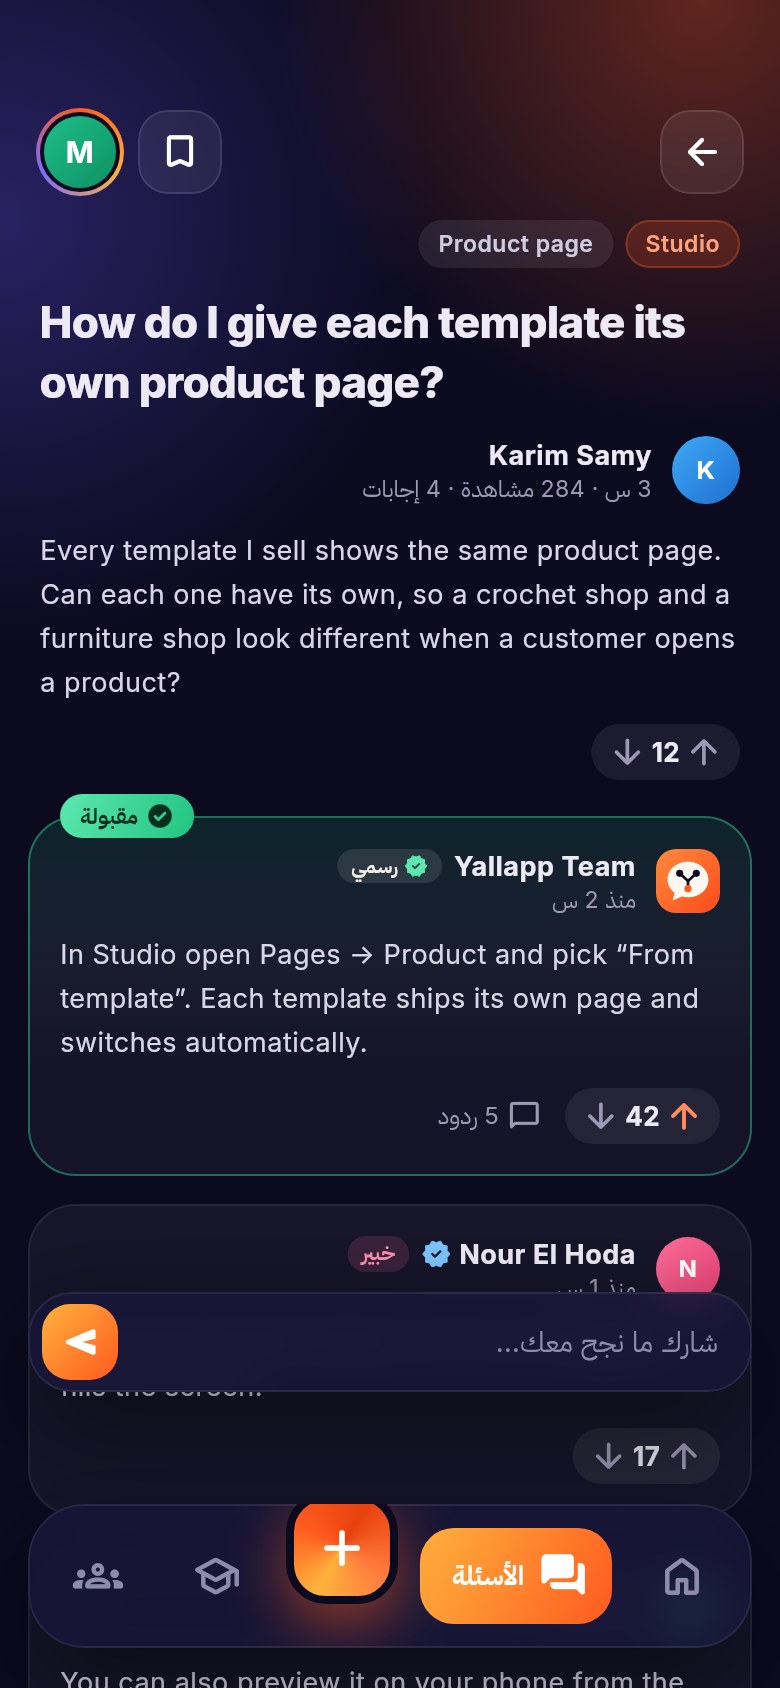 M
Product page
Studio
How do I give each template its
own product page?
Karim Samy
K
3 س · 284 مشاهدة · 4 إجابات
Every template I sell shows the same product page.
Can each one have its own, so a crochet shop and a
furniture shop look different when a customer opens
a product?
12
مقبولة
Yallapp Team
رسمي
منذ 2 س
In Studio open Pages → Product and pick “From
template”. Each template ships its own page and
switches automatically.
42
5 ردود
Nour El Hoda
خبير
N
منذ 1 س
شارك ما نجح معك...
the screen.
17
الأسئلة
You can also preview it on your phone from the